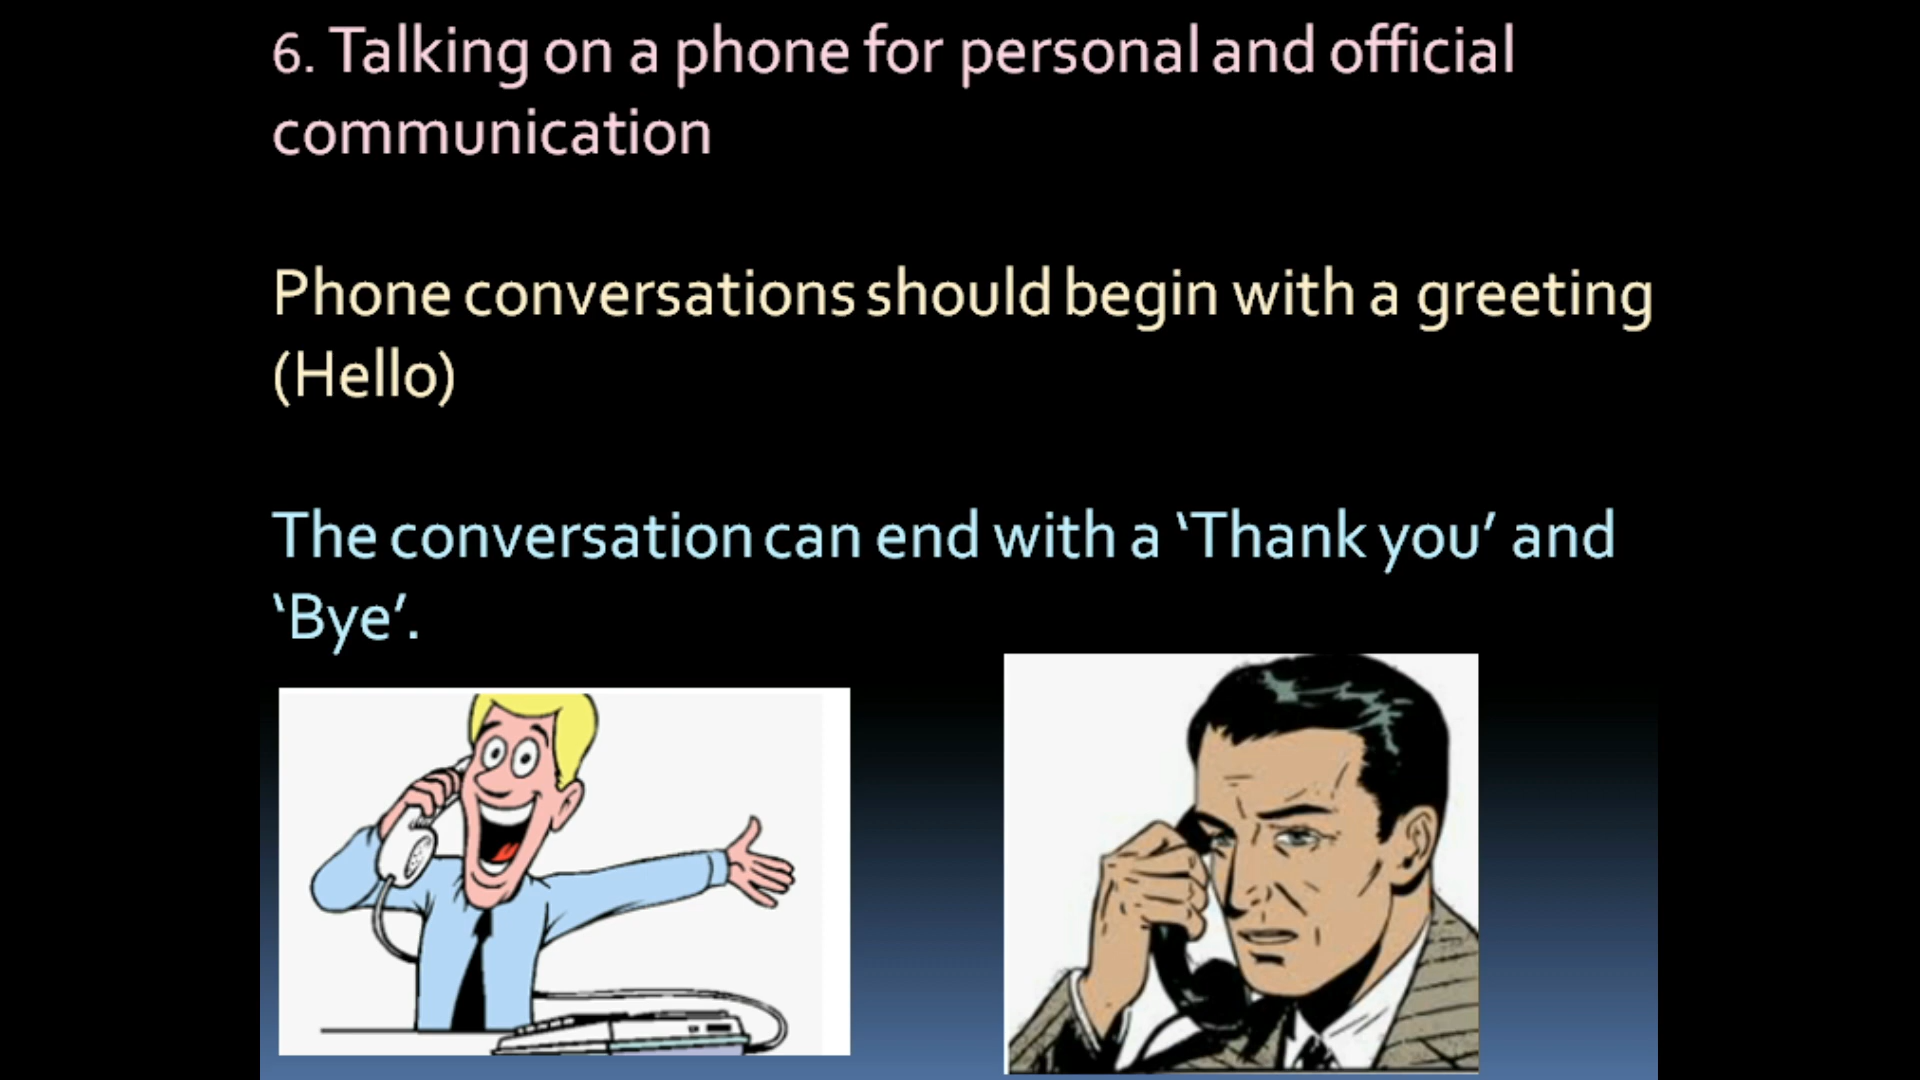 6. Talking on a phone for personal and official
communication
Phone conversations should begin with a greeting
(Hello)
The conversation can end with a ‘Thank you’ and
‘Bye’.